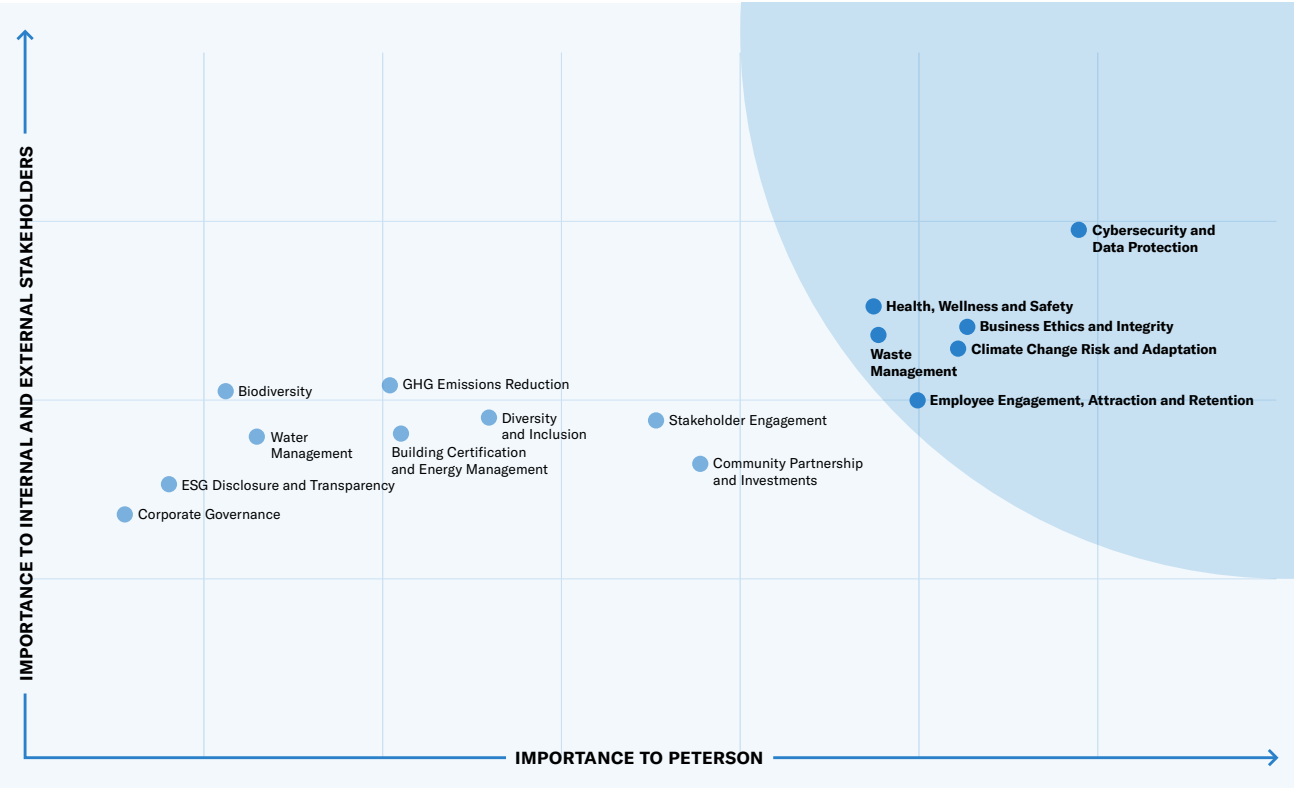 IMPORTANCE TO INTERNAL AND EXTERNAL STAKEHOLDERS
Cybersecurity and
Data Protection
Health, Wellness and Safety
Business Ethics and Integrity
Waste
Management
Climate Change Risk and Adaptation
Employee Engagement, Attraction and Retention
Biodiversity
GHG Emissions Reduction
Diversity
and Inclusion
Stakeholder Engagement
Water
Management
Building Certification
and Energy Management
Community Partnership
and Investments
ESG Disclosure and Transparency
Corporate Governance
IMPORTANCE TO PETERSON